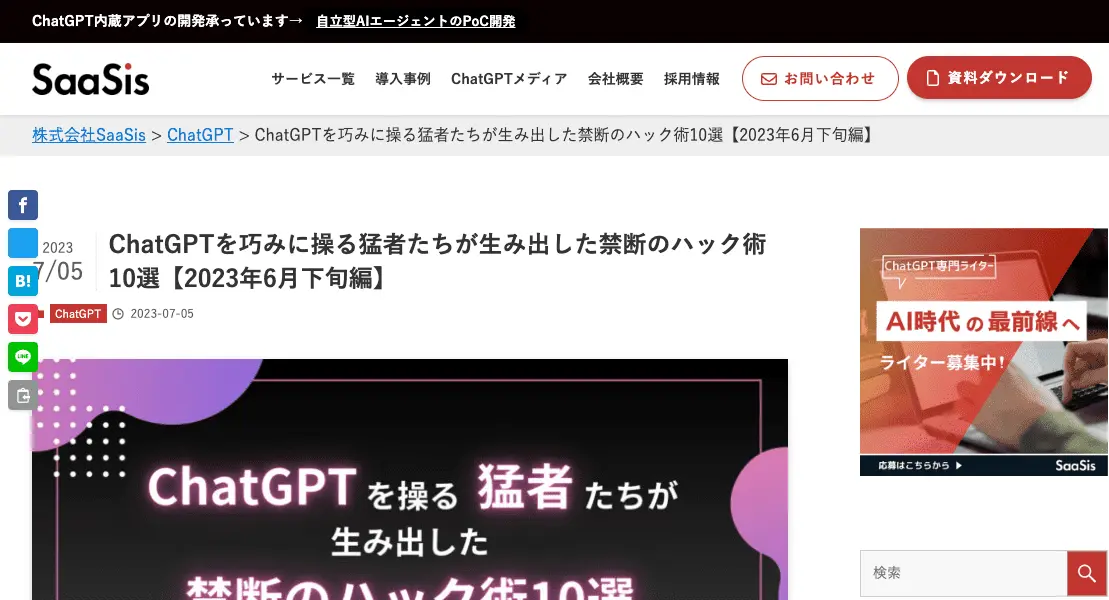 ChatGPT内蔵アプリの開発承っています→ 自立型AIエージェントのPoC開発
SaaSis
サービス一覧 導入事例 ChatGPTメディア 会社概要 採用情報 お問い合わせ 資料ダウンロード
株式会社SaaSis > ChatGPT > ChatGPTを巧みに操る猛者たちが生み出した禁断のハック術10選【2023年6月下旬編】
2023
7/05
ChatGPTを巧みに操る猛者たちが生み出した禁断のハック術
10選【2023年6月下旬編】
ChatGPT 2023-07-05
B!
LINE
ChatGPTを操る猛者たちが
生み出した
禁断のハック術10選
ChatGPT専門ライター
AI時代の最前線へ
ライター募集中!
応募はこちらから
SaaSis
検索